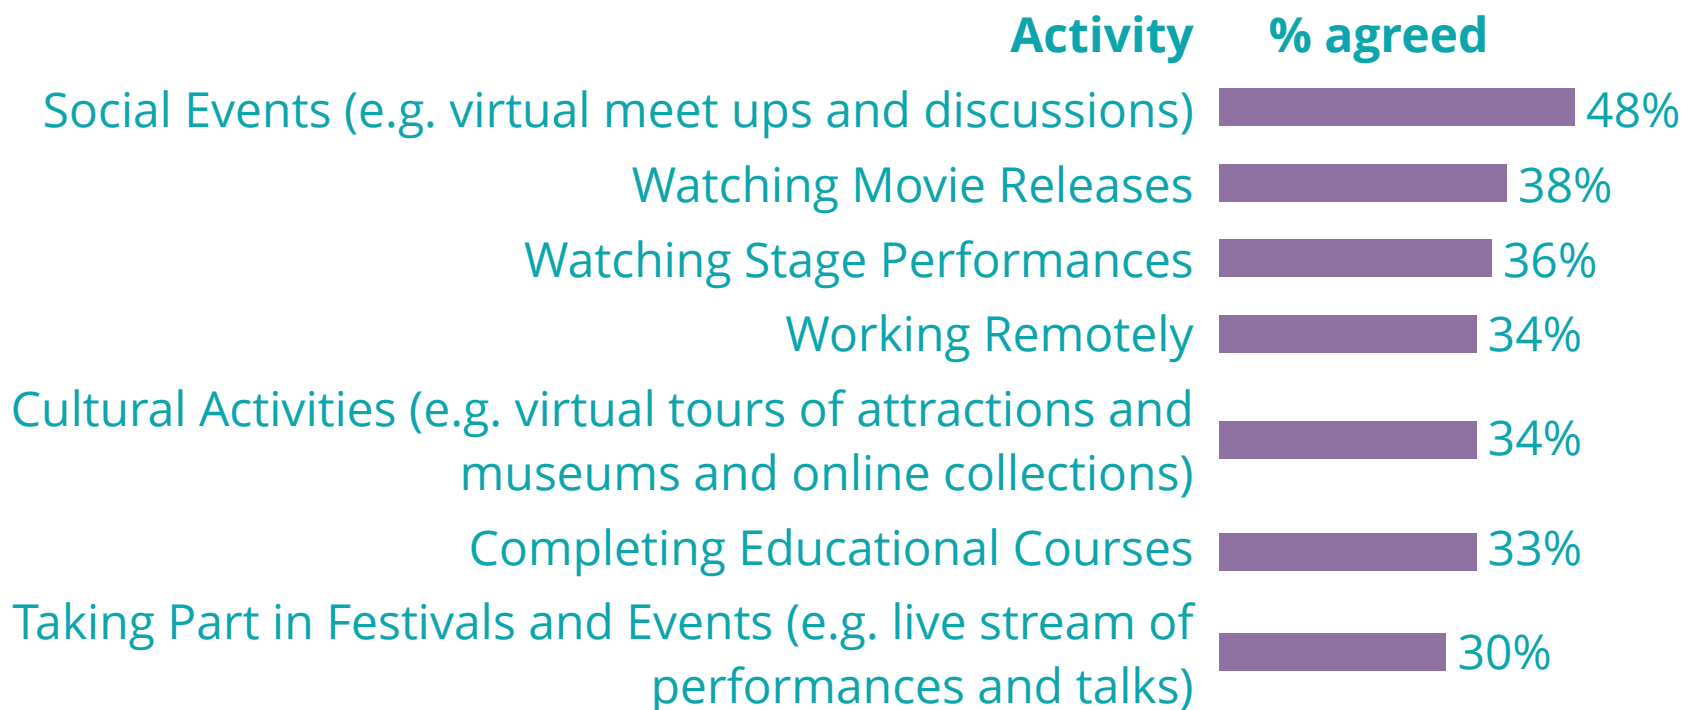 Activity % agreed
Social Events (e.g. virtual meet ups and discussions) 48%
Watching Movie Releases 38%
Watching Stage Performances 36%
Working Remotely 34%
Cultural Activities (e.g. virtual tours of attractions and
museums and online collections) 34%
Completing Educational Courses 33%
Taking Part in Festivals and Events (e.g. live stream of
performances and talks) 30%